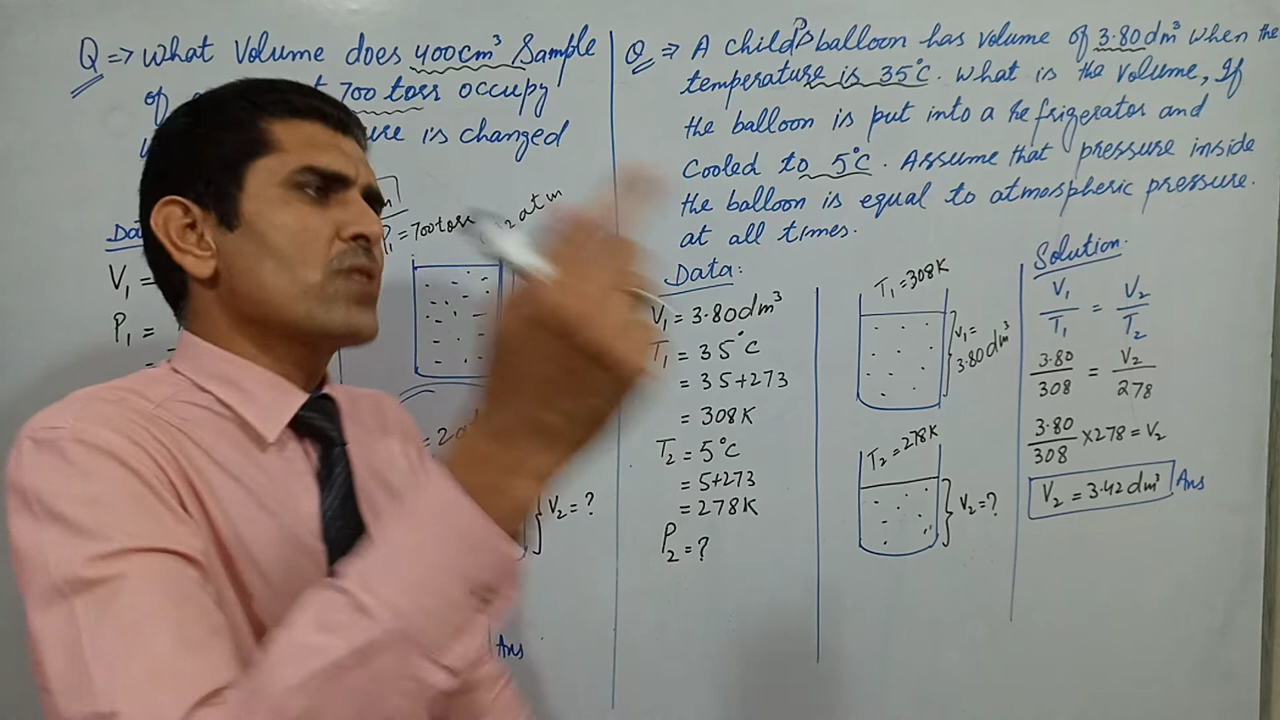 Q ⇒ What Volume does 400cm³ Sample
of 700 torr occupy
is changed
P₁ = 700torr
2 atm
V₁ =
P₁ =
=
V₂ = ?
Ans
Q ⇒ A child's balloon has volume of 3.80dm³ when the
temperature is 35°C. What is the volume, If
the balloon is put into a refrigerator and
Cooled to 5°C. Assume that pressure inside
the balloon is equal to atmospheric pressure.
at all times.
Data:
V₁ = 3.80dm³
T₁ = 35°C
= 35+273
= 308K
T₂ = 5°C
= 5+273
= 278K
P₂ = ?
T₁ = 308K
V₁ =
3.80dm³
T₂ = 278K
V₂ = ?
Solution.
V₁/T₁ = V₂/T₂
3.80/308 = V₂/278
3.80/308 ×278 = V₂
V₂ = 3.42dm³ Ans